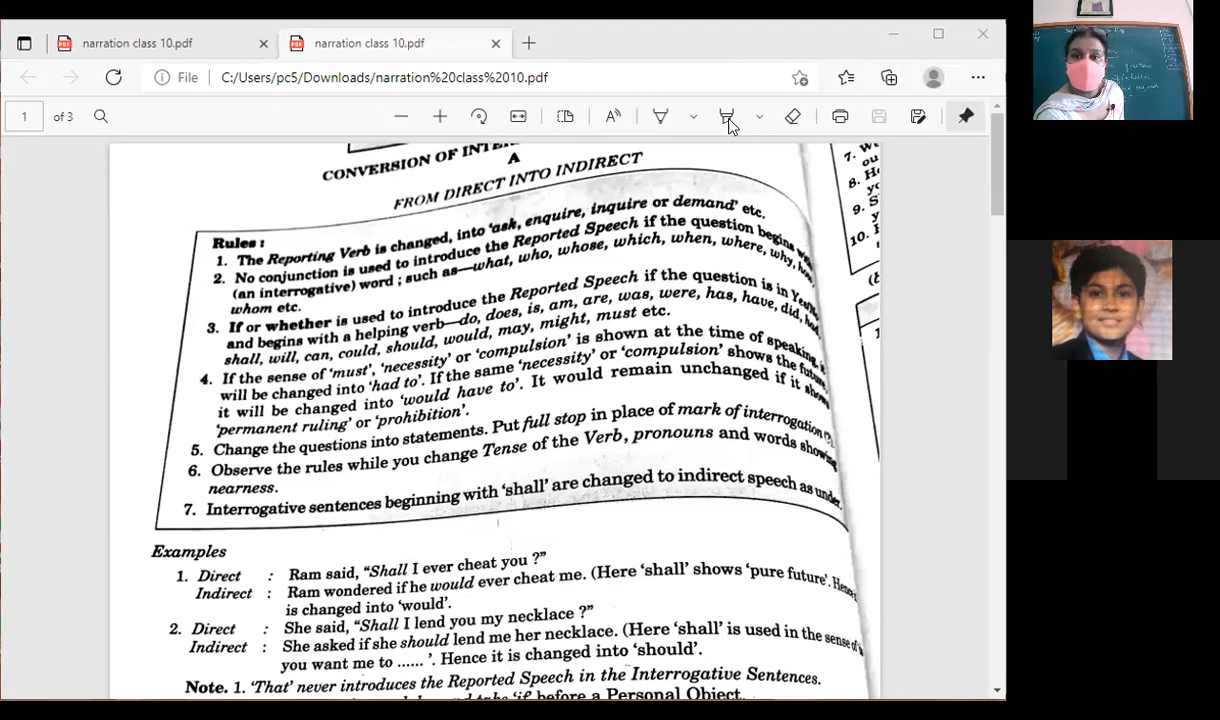 narration class 10.pdf
narration class 10.pdf
File C:/Users/pc5/Downloads/narration%20class%2010.pdf
1 of 3
CONVERSION OF
A
FROM DIRECT INTO INDIRECT
Rules :
1. The Reporting Verb is changed, into 'ask, enquire, inquire or demand' etc.
2. No conjunction is used to introduce the Reported Speech if the question begins
(an interrogative) word ; such as—what, who, whose, which, when, where, why,
whom etc.
3. If or whether is used to introduce the Reported Speech if the question is in
and begins with a helping verb—do, does, is, am, are, was, were, has, have, did,
shall, will, can, could, should, would, may, might, must etc.
4. If the sense of 'must', 'necessity' or 'compulsion' is shown at the time of speaking,
will be changed into 'had to'. If the same 'necessity' or 'compulsion' shows the
it will be changed into 'would have to'. It would remain unchanged if it
'permanent ruling' or 'prohibition'.
5. Change the questions into statements. Put full stop in place of mark of interrogation
6. Observe the rules while you change Tense of the Verb, pronouns and words showing
nearness.
7. Interrogative sentences beginning with 'shall' are changed to indirect speech as under
Examples
1. Direct : Ram said, "Shall I ever cheat you ?"
Indirect : Ram wondered if he would ever cheat me. (Here 'shall' shows 'pure future'.
is changed into 'would'.
2. Direct : She said, "Shall I lend you my necklace ?"
Indirect : She asked if she should lend me her necklace. (Here 'shall' is used in the sense of
you want me to ...... '. Hence it is changed into 'should'.
Note. 1. 'That' never introduces the Reported Speech in the Interrogative Sentences.
before a Personal Object.
7.
8.
9.
10.